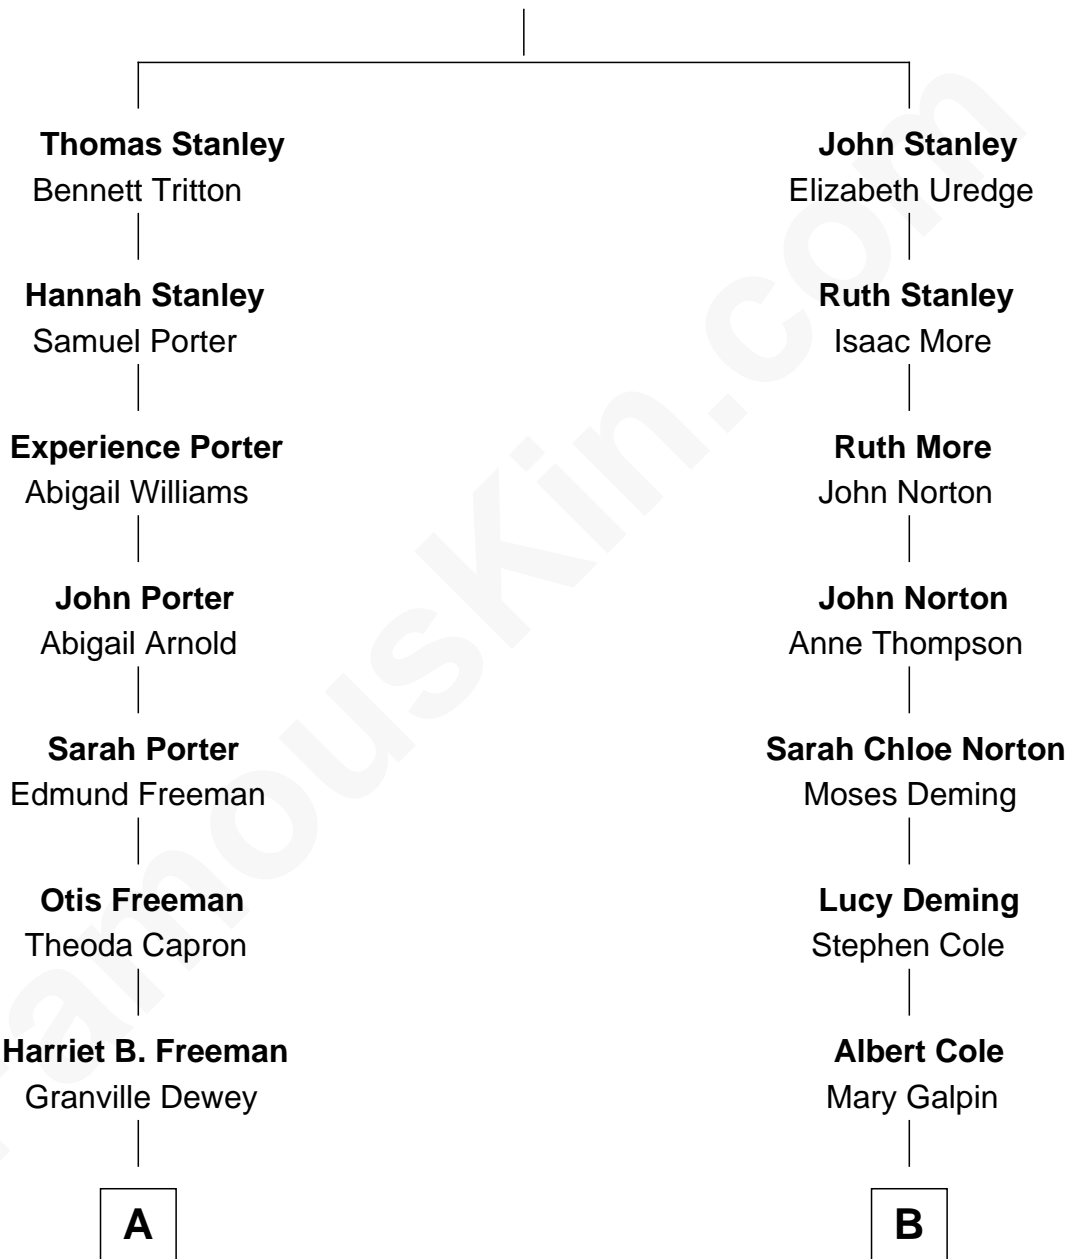 Thomas Stanley
Bennett Tritton
Hannah Stanley
Samuel Porter
Experience Porter
Abigail Williams
John Porter
Abigail Arnold
Sarah Porter
Edmund Freeman
Otis Freeman
Theoda Capron
Harriet B. Freeman
Granville Dewey
A
John Stanley
Elizabeth Uredge
Ruth Stanley
Isaac More
Ruth More
John Norton
John Norton
Anne Thompson
Sarah Chloe Norton
Moses Deming
Lucy Deming
Stephen Cole
Albert Cole
Mary Galpin
B
FamousKin.com